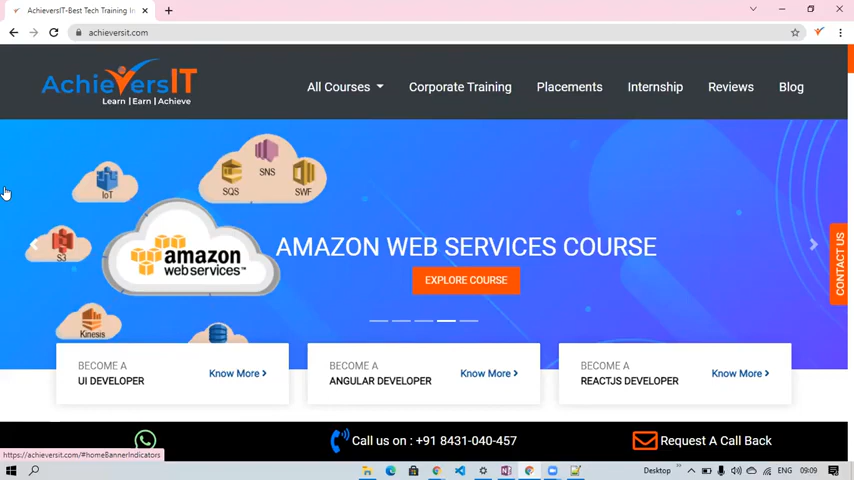 AchieversIT-Best Tech Training In
achieversit.com
AchieversIT
Learn | Earn | Achieve
All Courses
Corporate Training
Placements
Internship
Reviews
Blog
IoT
SQS
SNS
SWF
S3
amazon
web services™
Kinesis
AMAZON WEB SERVICES COURSE
EXPLORE COURSE
CONTACT US
BECOME A
UI DEVELOPER
Know More
BECOME A
ANGULAR DEVELOPER
Know More
BECOME A
REACTJS DEVELOPER
Know More
Call us on : +91 8431-040-457
Request A Call Back
https://achieversit.com/#homeBannerIndicators
Desktop
ENG
09:09